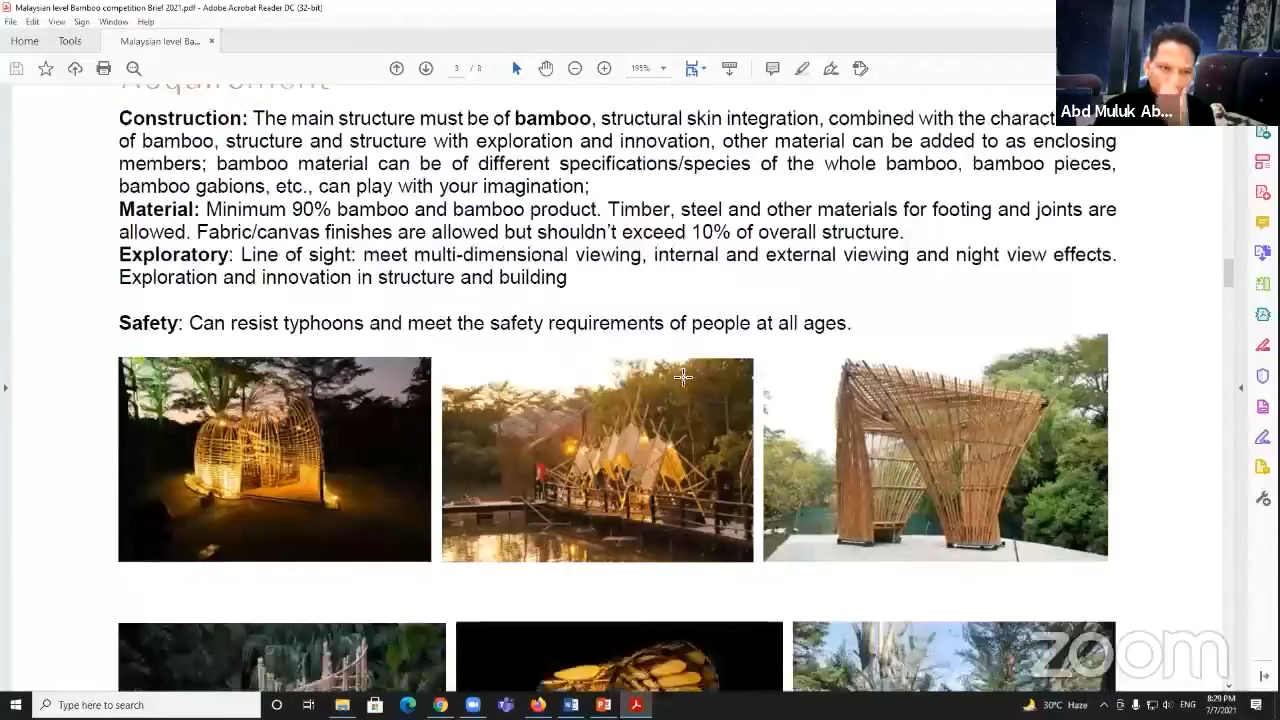 Malaysian level Bamboo competition Brief 2021.pdf - Adobe Acrobat Reader DC (32-bit)
File Edit View Sign Window Help
Home Tools Malaysian level Ba... ×
3 / 8 195%
Abd Muluk Ab...
Requirement
Construction: The main structure must be of bamboo, structural skin integration, combined with the charact
of bamboo, structure and structure with exploration and innovation, other material can be added to as enclosing
members; bamboo material can be of different specifications/species of the whole bamboo, bamboo pieces,
bamboo gabions, etc., can play with your imagination;
Material: Minimum 90% bamboo and bamboo product. Timber, steel and other materials for footing and joints are
allowed. Fabric/canvas finishes are allowed but shouldn't exceed 10% of overall structure.
Exploratory: Line of sight: meet multi-dimensional viewing, internal and external viewing and night view effects.
Exploration and innovation in structure and building
Safety: Can resist typhoons and meet the safety requirements of people at all ages.
zoom
Type here to search
30°C Haze
ENG
8:29 PM
7/7/2021